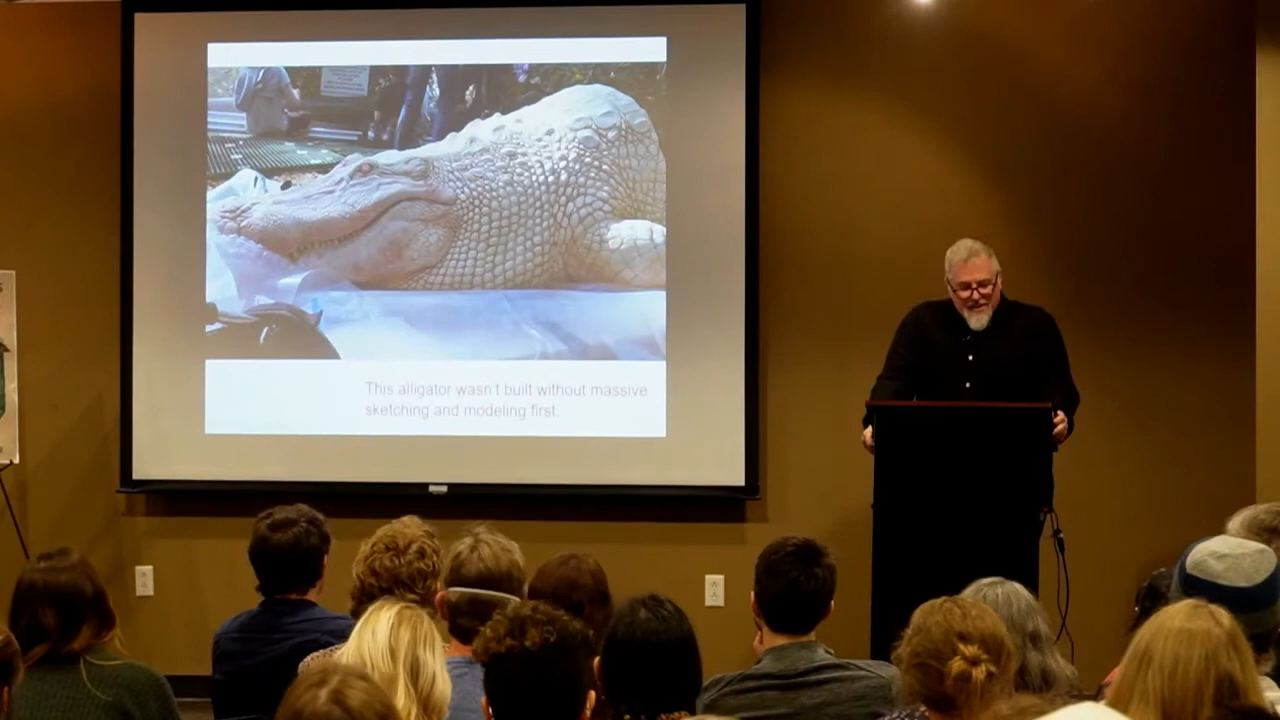 This alligator wasn't built without massive
sketching and modeling first.